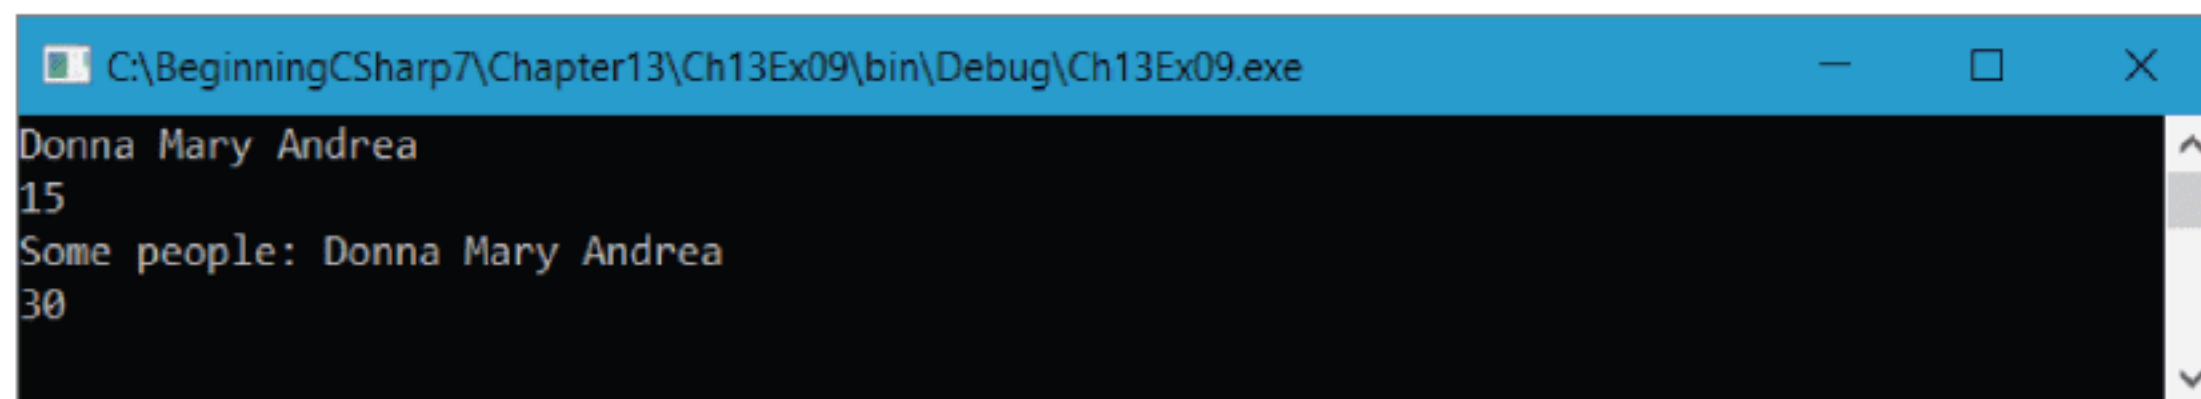 C:\BeginningCSharp7\Chapter13\Ch13Ex09\bin\Debug\Ch13Ex09.exe
Donna Mary Andrea
15
Some people: Donna Mary Andrea
30